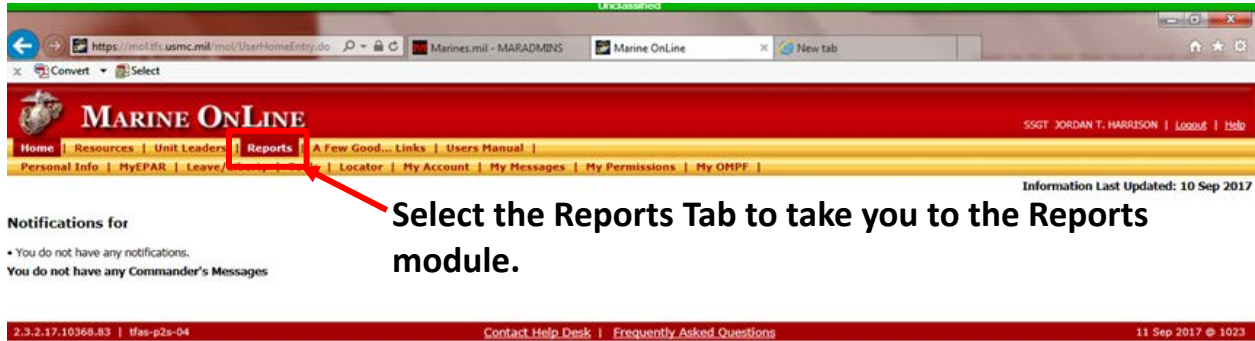 Unclassified
https://mol.tfs.usmc.mil/mol/UserHomeEntry.do Marines.mil - MARADMINS Marine OnLine × New tab
x Convert Select
MARINE ONLINE
SSGT JORDAN T. HARRISON | Logout | Help
Home | Resources | Unit Leaders | Reports | A Few Good... Links | Users Manual |
Personal Info | MyEPAR | Leave/ | Locator | My Account | My Messages | My Permissions | My OMPF |
Information Last Updated: 10 Sep 2017
Select the Reports Tab to take you to the Reports
module.
Notifications for
• You do not have any notifications.
You do not have any Commander's Messages
2.3.2.17.10368.83 | tfas-p2s-04 Contact Help Desk | Frequently Asked Questions 11 Sep 2017 @ 1023